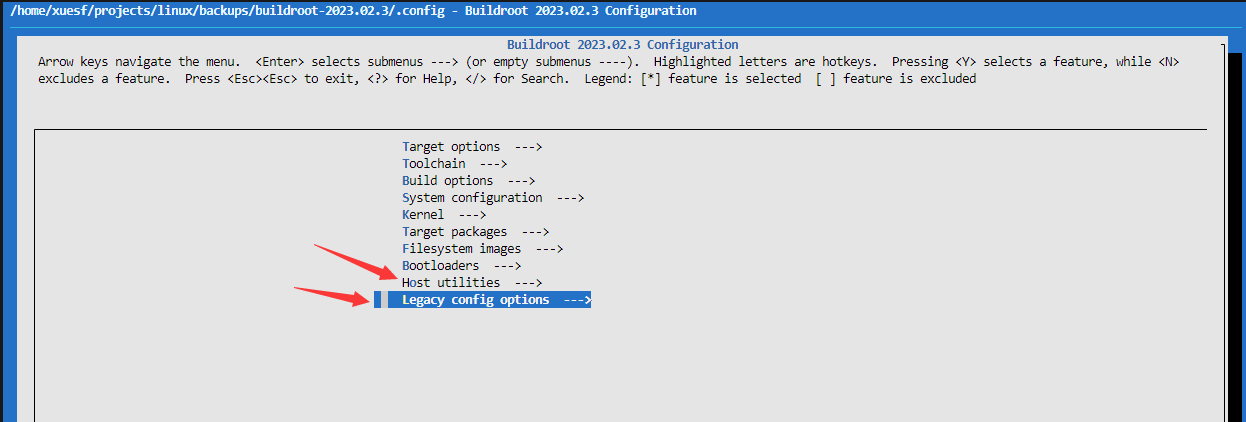 /home/xuesf/projects/linux/backups/buildroot-2023.02.3/.config - Buildroot 2023.02.3 Configuration
Buildroot 2023.02.3 Configuration
Arrow keys navigate the menu.  <Enter> selects submenus ---> (or empty submenus ----).  Highlighted letters are hotkeys.  Pressing <Y> selects a feature, while <N>
excludes a feature.  Press <Esc><Esc> to exit, <?> for Help, </> for Search.  Legend: [*] feature is selected  [ ] feature is excluded
Target options  --->
Toolchain  --->
Build options  --->
System configuration  --->
Kernel  --->
Target packages  --->
Filesystem images  --->
Bootloaders  --->
Host utilities  --->
Legacy config options  --->